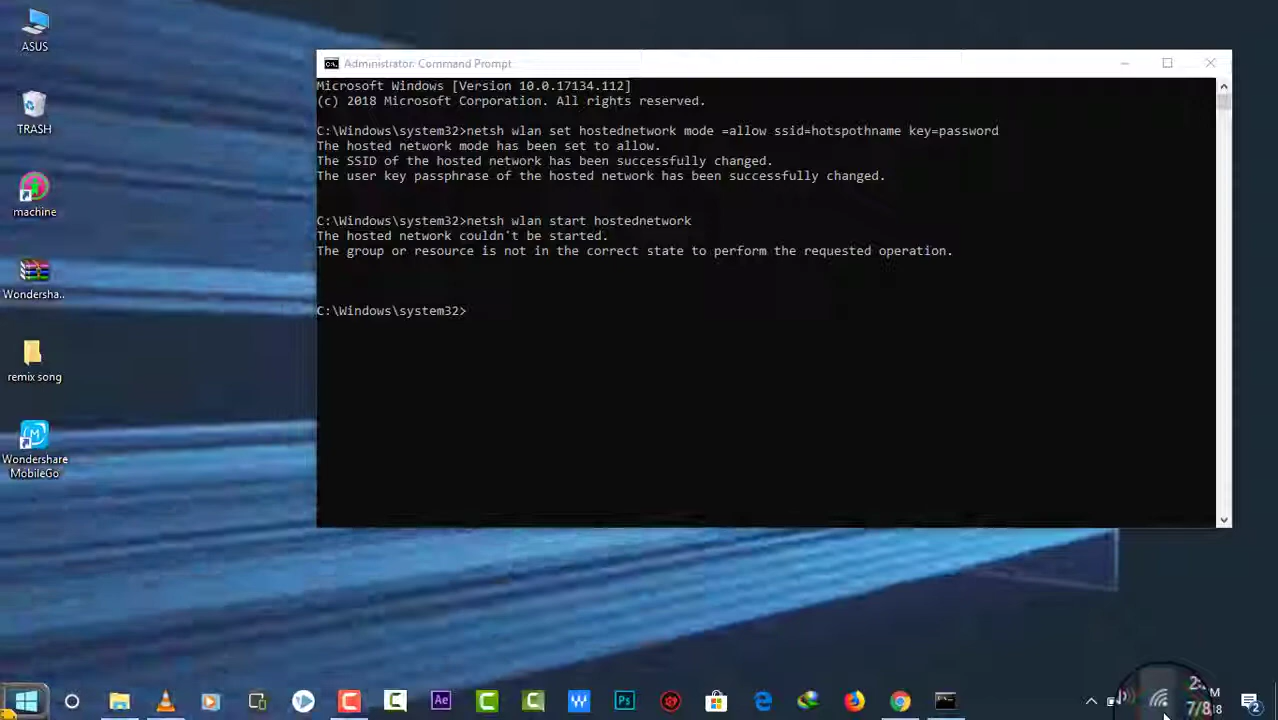 ASUS
TRASH
machine
Wondersha..
remix song
Wondershare
MobileGo
Administrator: Command Prompt
Microsoft Windows [Version 10.0.17134.112]
(c) 2018 Microsoft Corporation. All rights reserved.
C:\Windows\system32>netsh wlan set hostednetwork mode =allow ssid=hotspothname key=password
The hosted network mode has been set to allow.
The SSID of the hosted network has been successfully changed.
The user key passphrase of the hosted network has been successfully changed.
C:\Windows\system32>netsh wlan start hostednetwork
The hosted network couldn't be started.
The group or resource is not in the correct state to perform the requested operation.
C:\Windows\system32>
Ae
Ps
2